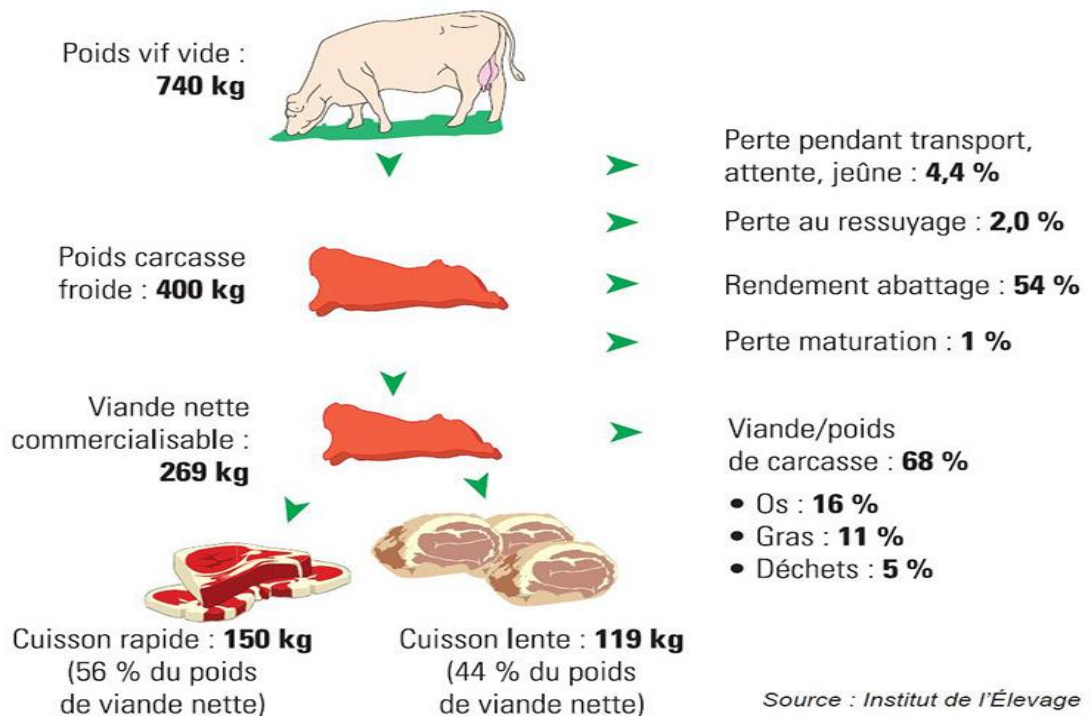 Poids vif vide :
740 kg
Perte pendant transport,
attente, jeûne : 4,4 %
Perte au ressuyage : 2,0 %
Poids carcasse
froide : 400 kg
Rendement abattage : 54 %
Perte maturation : 1 %
Viande nette
commercialisable :
269 kg
Viande/poids
de carcasse : 68 %
• Os : 16 %
• Gras : 11 %
• Déchets : 5 %
Cuisson rapide : 150 kg
(56 % du poids
de viande nette)
Cuisson lente : 119 kg
(44 % du poids
de viande nette)
Source : Institut de l'Élevage